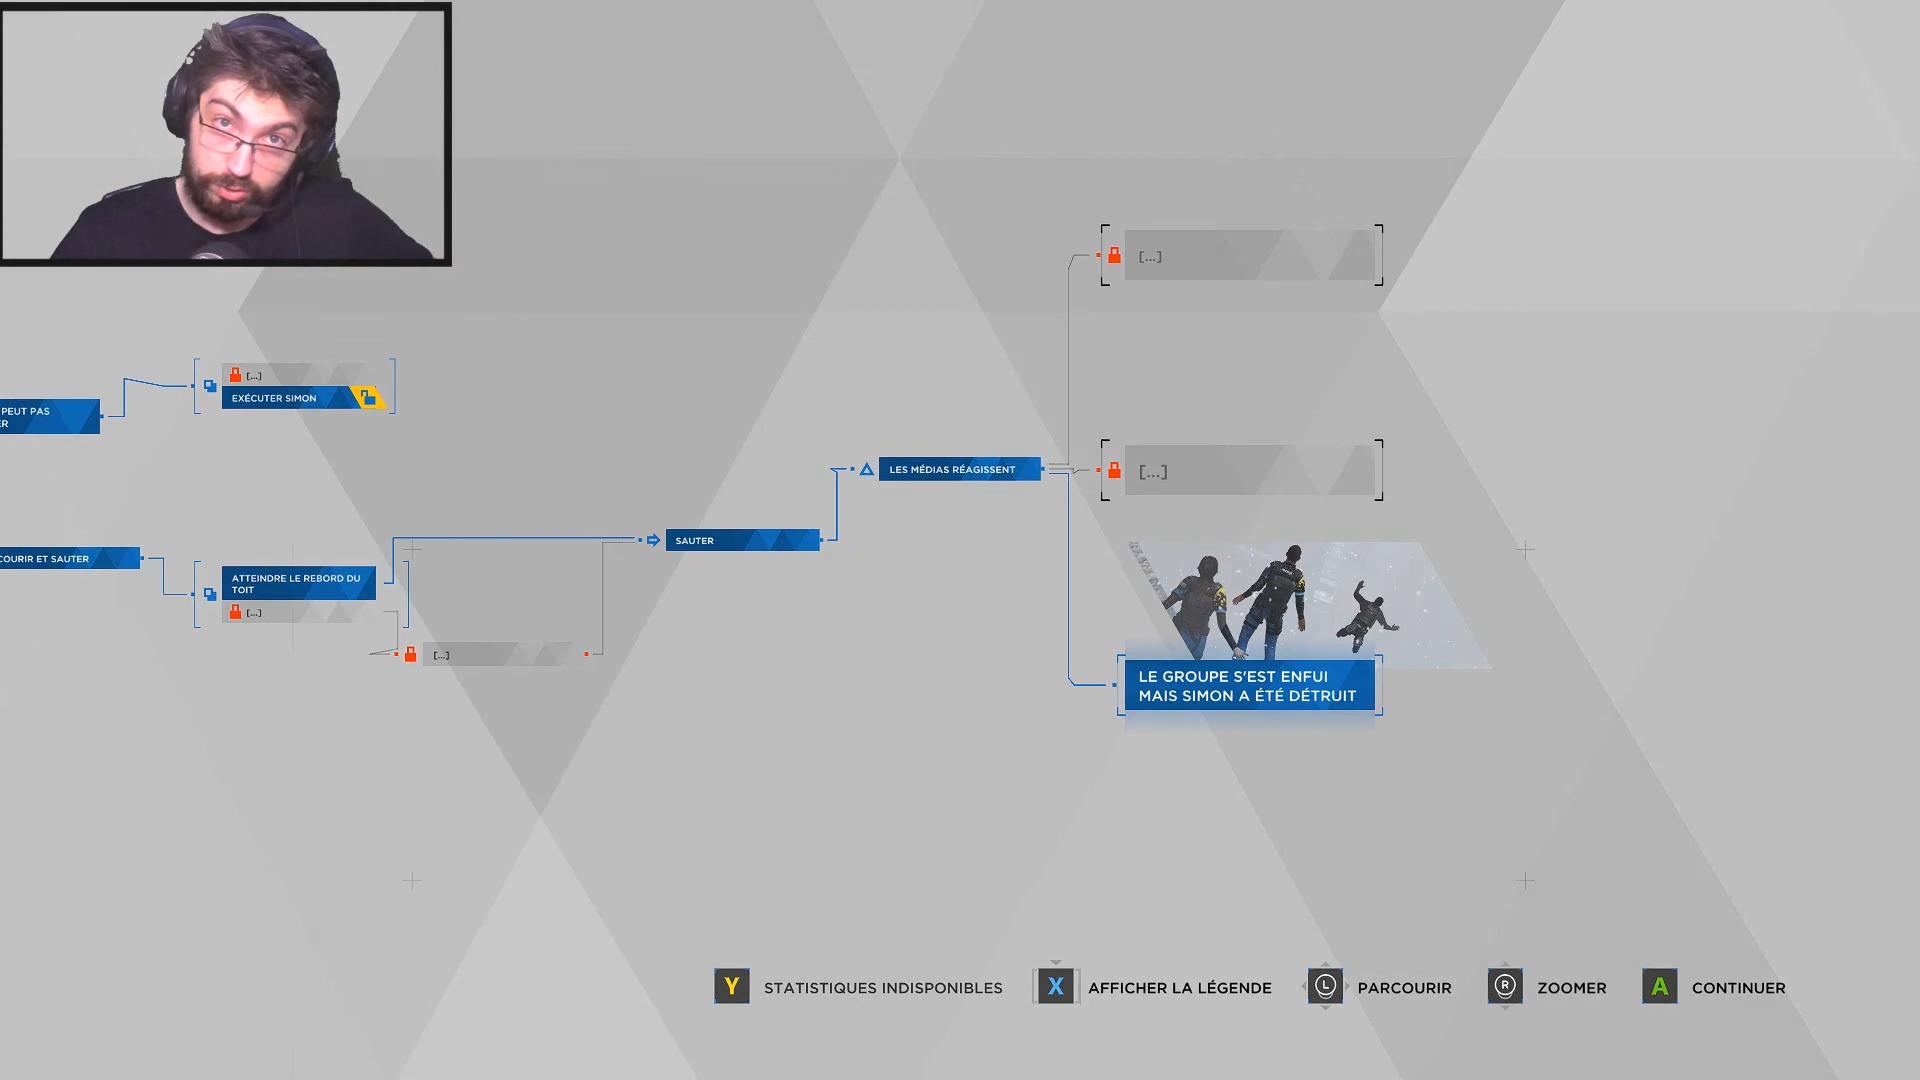 [...]
[...]
EXÉCUTER SIMON
PEUT PAS
ER
LES MÉDIAS RÉAGISSENT
[...]
SAUTER
COURIR ET SAUTER
ATTEINDRE LE REBORD DU
TOIT
[...]
[...]
LE GROUPE S'EST ENFUI
MAIS SIMON A ÉTÉ DÉTRUIT
Y STATISTIQUES INDISPONIBLES
X AFFICHER LA LÉGENDE
L PARCOURIR
R ZOOMER
A CONTINUER